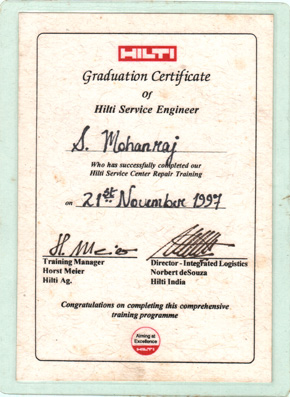 HILTI
Graduation Certificate
Of
Hilti Service Engineer
S. Mohanraj
Who has successfully completed our
Hilti Service Center Repair Training
on 21st November 1997
H. Meier
Training Manager
Horst Meier
Hilti Ag.
Director - Integrated Logistics
Norbert deSouza
Hilti India
Congratulations on completing this comprehensive
training programme
Aiming at
Excellence
HILTI